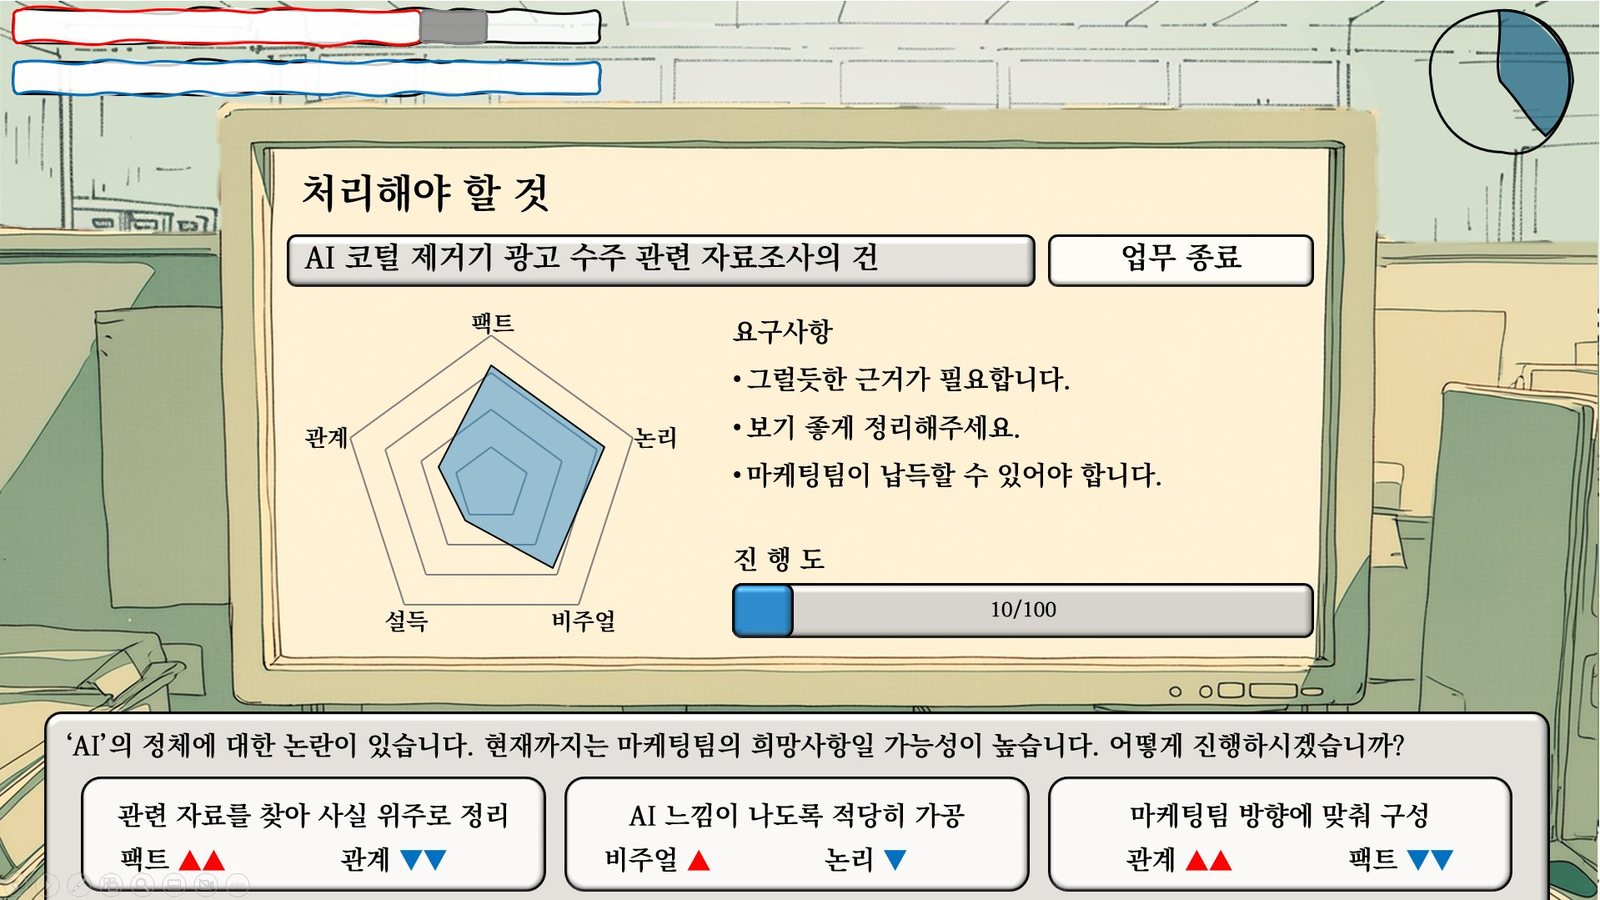 처리해야 할 것
AI 코털 제거기 광고 수주 관련 자료조사의 건
업무 종료
팩트
관계
논리
설득
비주얼
요구사항
•그럴듯한 근거가 필요합니다.
•보기 좋게 정리해주세요.
•마케팅팀이 납득할 수 있어야 합니다.
진 행 도
10/100
‘AI’의 정체에 대한 논란이 있습니다. 현재까지는 마케팅팀의 희망사항일 가능성이 높습니다. 어떻게 진행하시겠습니까?
관련 자료를 찾아 사실 위주로 정리
팩트 ▲▲ 관계 ▼▼
AI 느낌이 나도록 적당히 가공
비주얼 ▲ 논리 ▼
마케팅팀 방향에 맞춰 구성
관계 ▲▲ 팩트 ▼▼